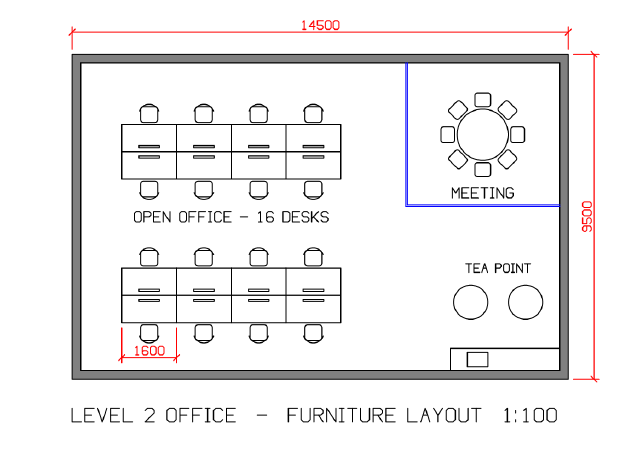 14500
MEETING
9500
OPEN OFFICE - 16 DESKS
TEA POINT
1600
LEVEL 2 OFFICE - FURNITURE LAYOUT 1:100